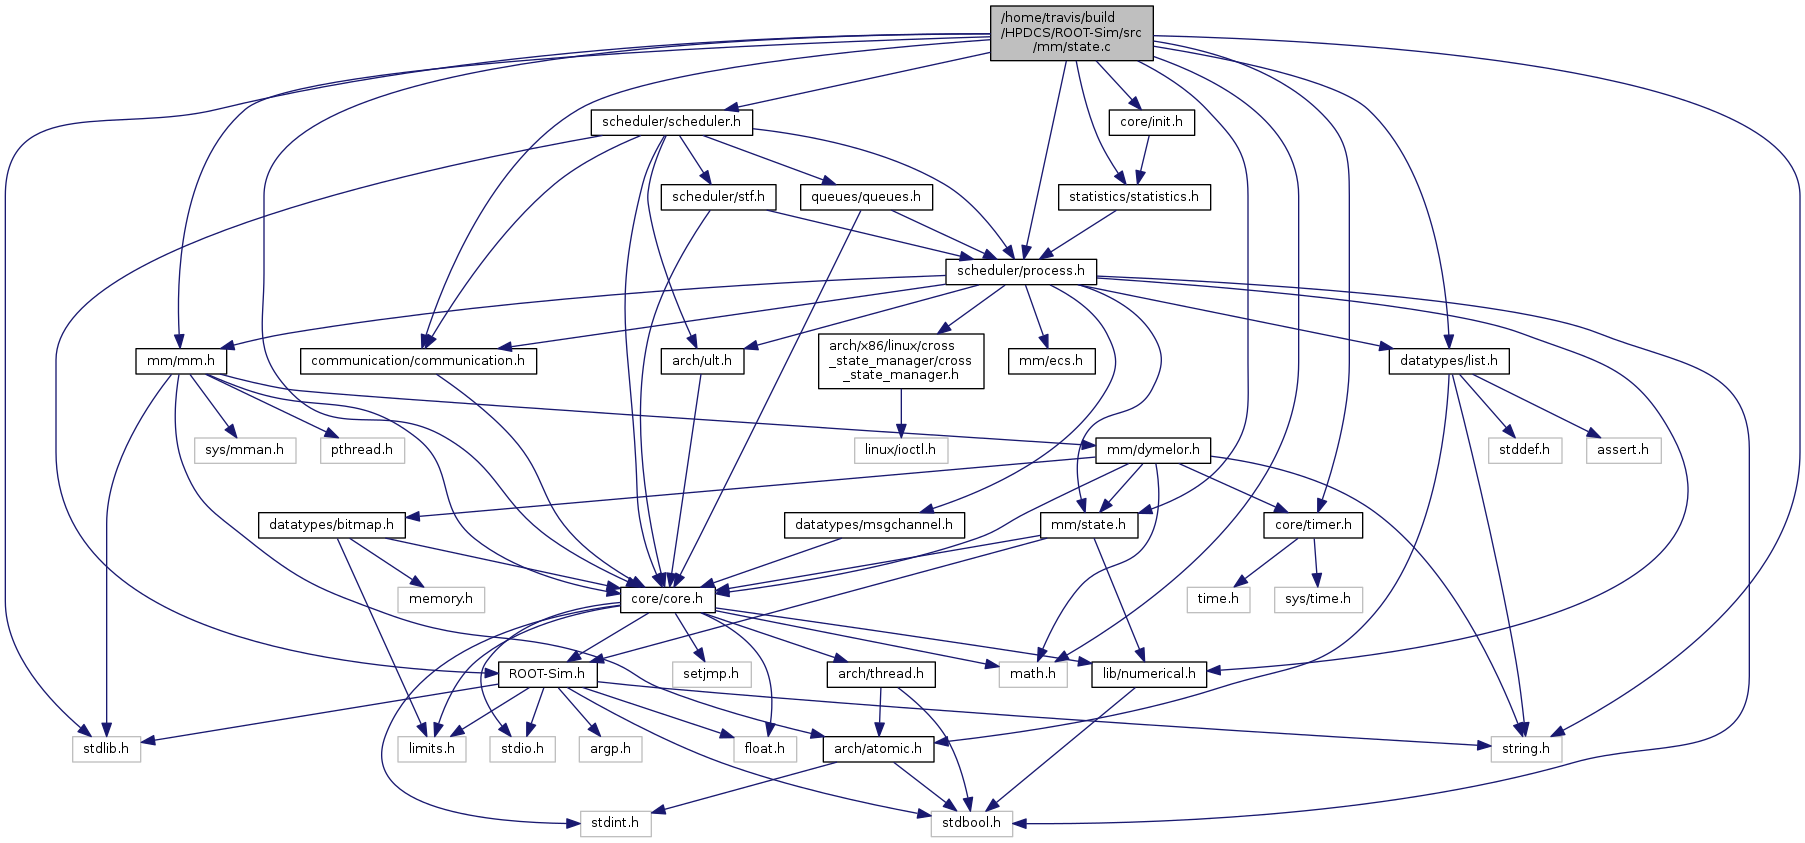 /home/travis/build
/HPDCS/ROOT-Sim/src
/mm/state.c
scheduler/scheduler.h
core/init.h
scheduler/stf.h
queues/queues.h
statistics/statistics.h
scheduler/process.h
mm/mm.h
communication/communication.h
arch/ult.h
arch/x86/linux/cross
_state_manager/cross
_state_manager.h
mm/ecs.h
datatypes/list.h
sys/mman.h
pthread.h
linux/ioctl.h
mm/dymelor.h
stddef.h
assert.h
datatypes/bitmap.h
datatypes/msgchannel.h
mm/state.h
core/timer.h
memory.h
core/core.h
time.h
sys/time.h
ROOT-Sim.h
setjmp.h
arch/thread.h
math.h
lib/numerical.h
stdlib.h
limits.h
stdio.h
argp.h
float.h
arch/atomic.h
string.h
stdint.h
stdbool.h